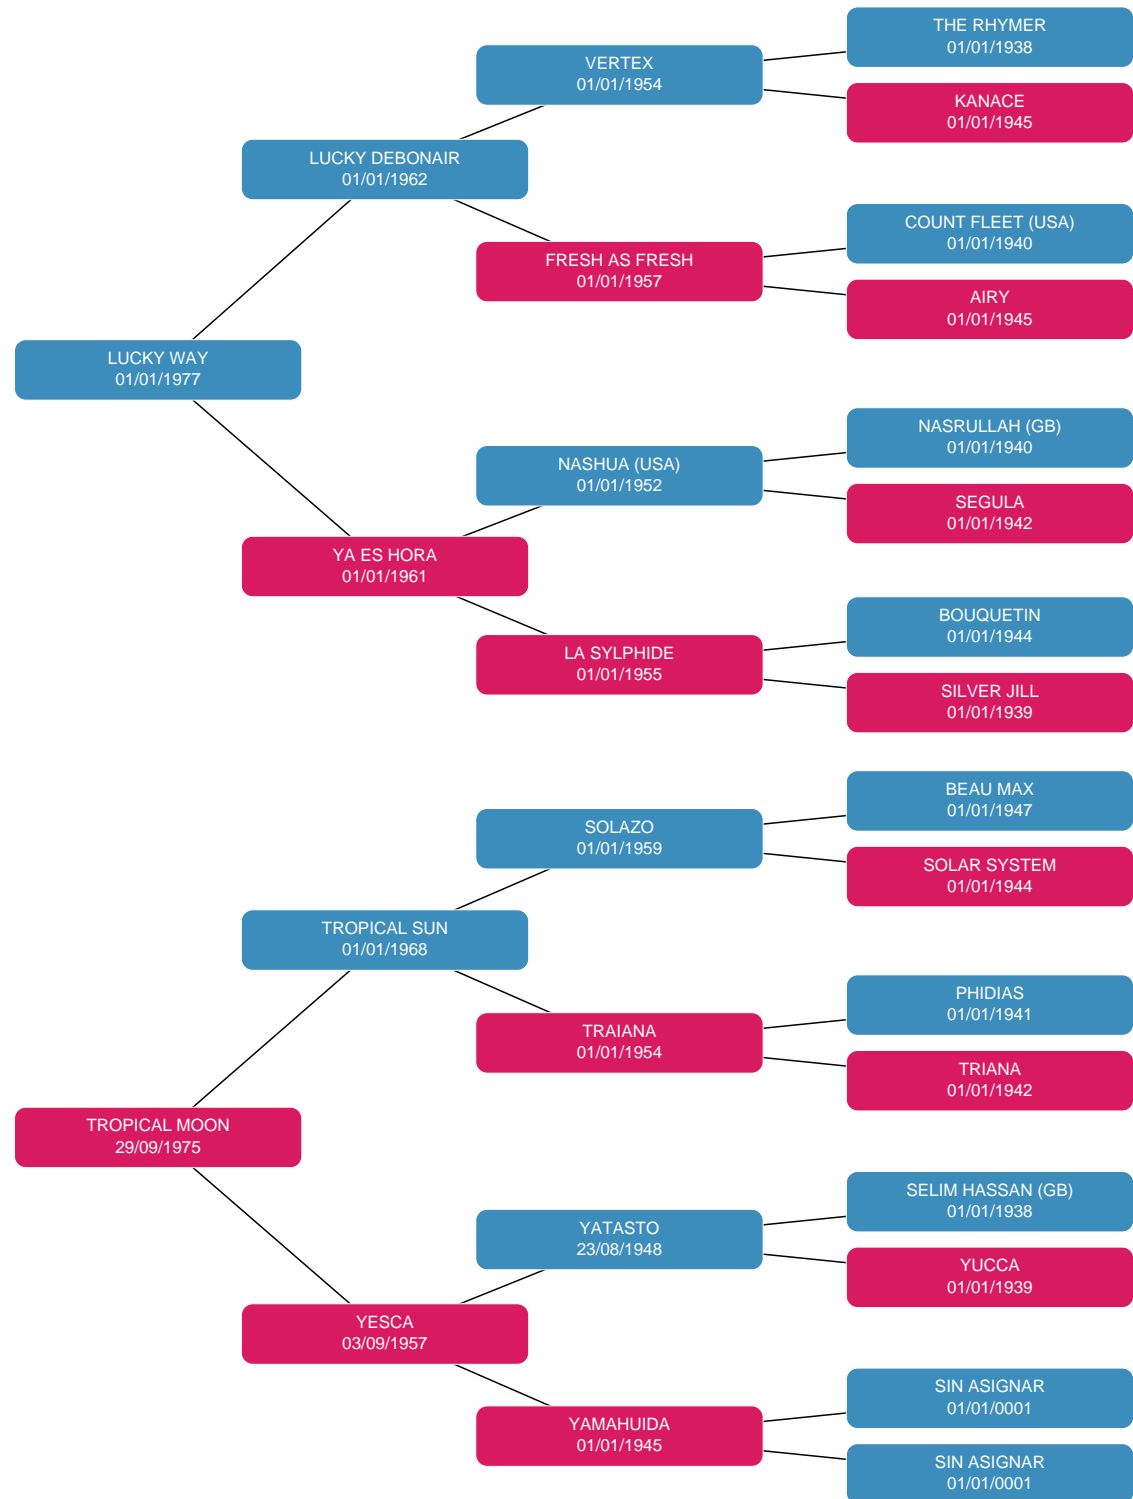 THE RHYMER
01/01/1938
VERTEX
01/01/1954
KANACE
01/01/1945
LUCKY DEBONAIR
01/01/1962
COUNT FLEET (USA)
01/01/1940
FRESH AS FRESH
01/01/1957
AIRY
01/01/1945
LUCKY WAY
01/01/1977
NASRULLAH (GB)
01/01/1940
NASHUA (USA)
01/01/1952
SEGULA
01/01/1942
YA ES HORA
01/01/1961
BOUQUETIN
01/01/1944
LA SYLPHIDE
01/01/1955
SILVER JILL
01/01/1939
BEAU MAX
01/01/1947
SOLAZO
01/01/1959
SOLAR SYSTEM
01/01/1944
TROPICAL SUN
01/01/1968
PHIDIAS
01/01/1941
TRAIANA
01/01/1954
TRIANA
01/01/1942
TROPICAL MOON
29/09/1975
SELIM HASSAN (GB)
01/01/1938
YATASTO
23/08/1948
YUCCA
01/01/1939
YESCA
03/09/1957
SIN ASIGNAR
01/01/0001
YAMAHUIDA
01/01/1945
SIN ASIGNAR
01/01/0001